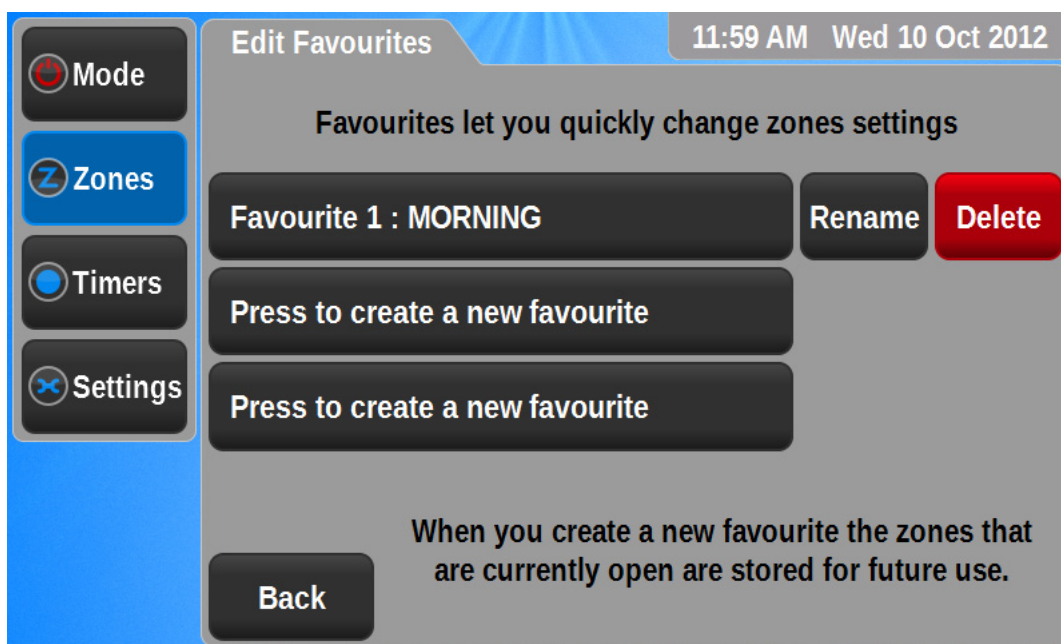 Edit Favourites
11:59 AM Wed 10 Oct 2012
Mode
Zones
Timers
Settings
Favourites let you quickly change zones settings
Favourite 1 : MORNING
Rename
Delete
Press to create a new favourite
Press to create a new favourite
When you create a new favourite the zones that
are currently open are stored for future use.
Back